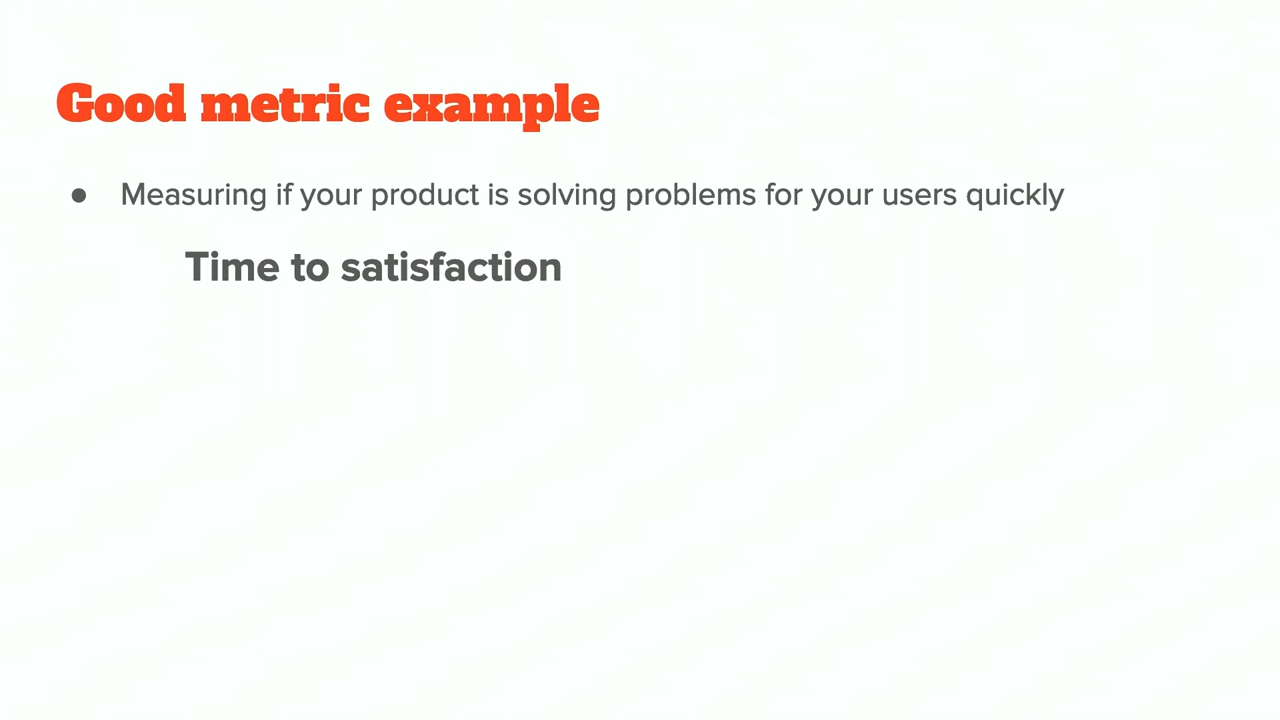 Good metric example
● Measuring if your product is solving problems for your users quickly
Time to satisfaction